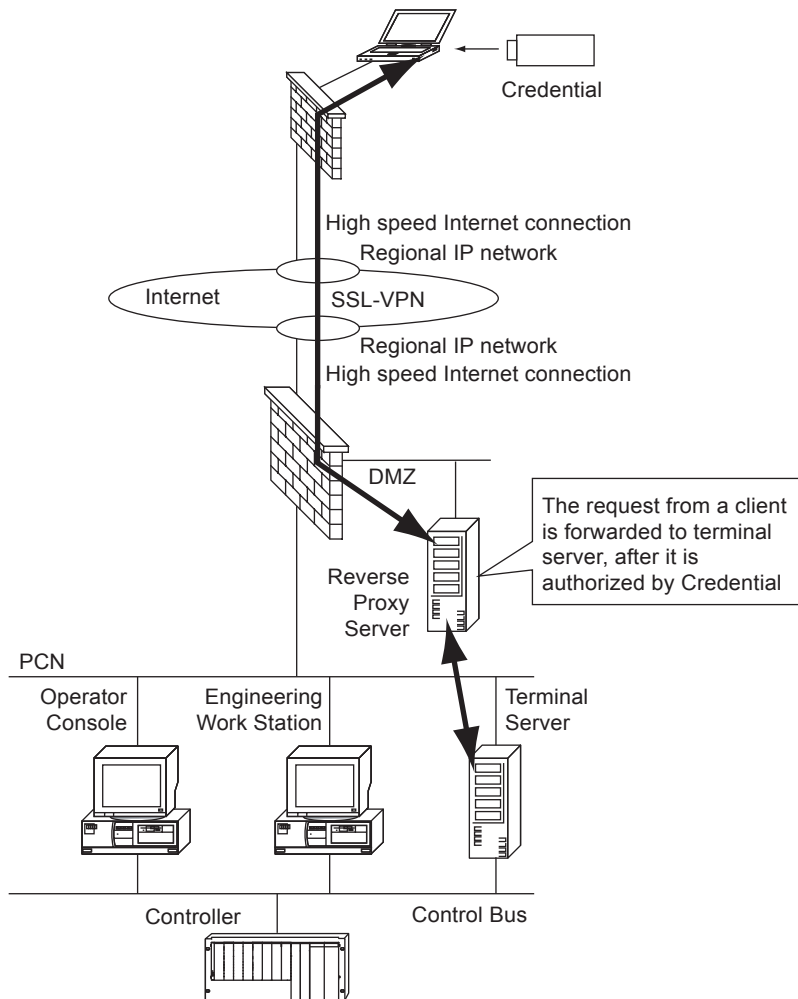 Credential
High speed Internet connection
Regional IP network
Internet
SSL-VPN
Regional IP network
High speed Internet connection
DMZ
The request from a client
is forwarded to terminal
server, after it is
authorized by Credential
Reverse
Proxy
Server
PCN
Operator
Console
Engineering
Work Station
Terminal
Server
Controller
Control Bus